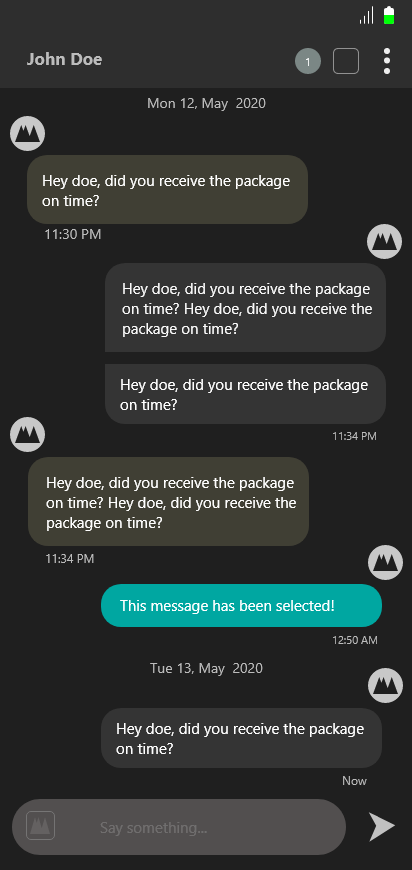 John Doe
1
Mon 12, May 2020
Hey doe, did you receive the package
on time?
11:30 PM
Hey doe, did you receive the package
on time? Hey doe, did you receive the
package on time?
Hey doe, did you receive the package
on time?
11:34 PM
Hey doe, did you receive the package
on time? Hey doe, did you receive the
package on time?
11:34 PM
This message has been selected!
12:50 AM
Tue 13, May 2020
Hey doe, did you receive the package
on time?
Now
Say something...